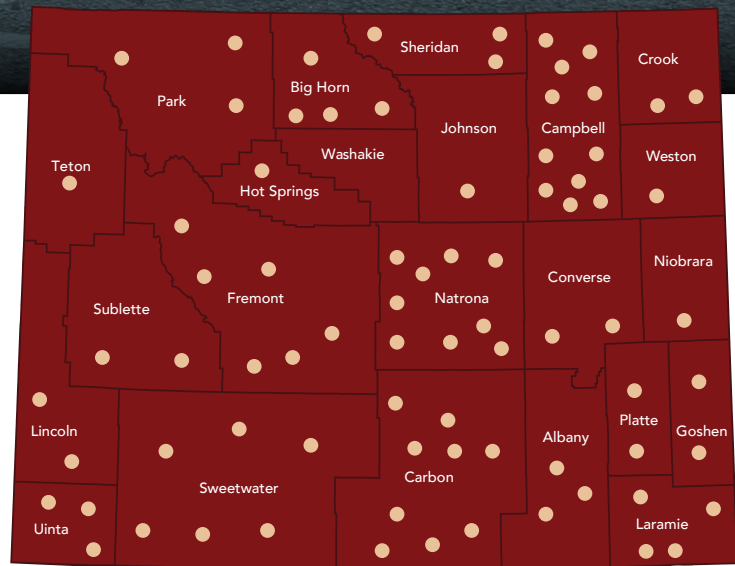 Sheridan
Crook
Big Horn
Park
Johnson
Campbell
Washakie
Weston
Teton
Hot Springs
Niobrara
Converse
Fremont
Natrona
Sublette
Platte
Lincoln
Goshen
Albany
Carbon
Sweetwater
Laramie
Uinta